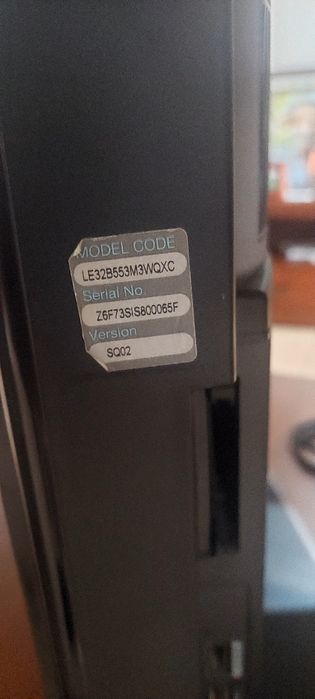 MODEL CODE
LE32B553M3WQXC
Serial No.
Z6F73SIS800065F
Version
SQ02